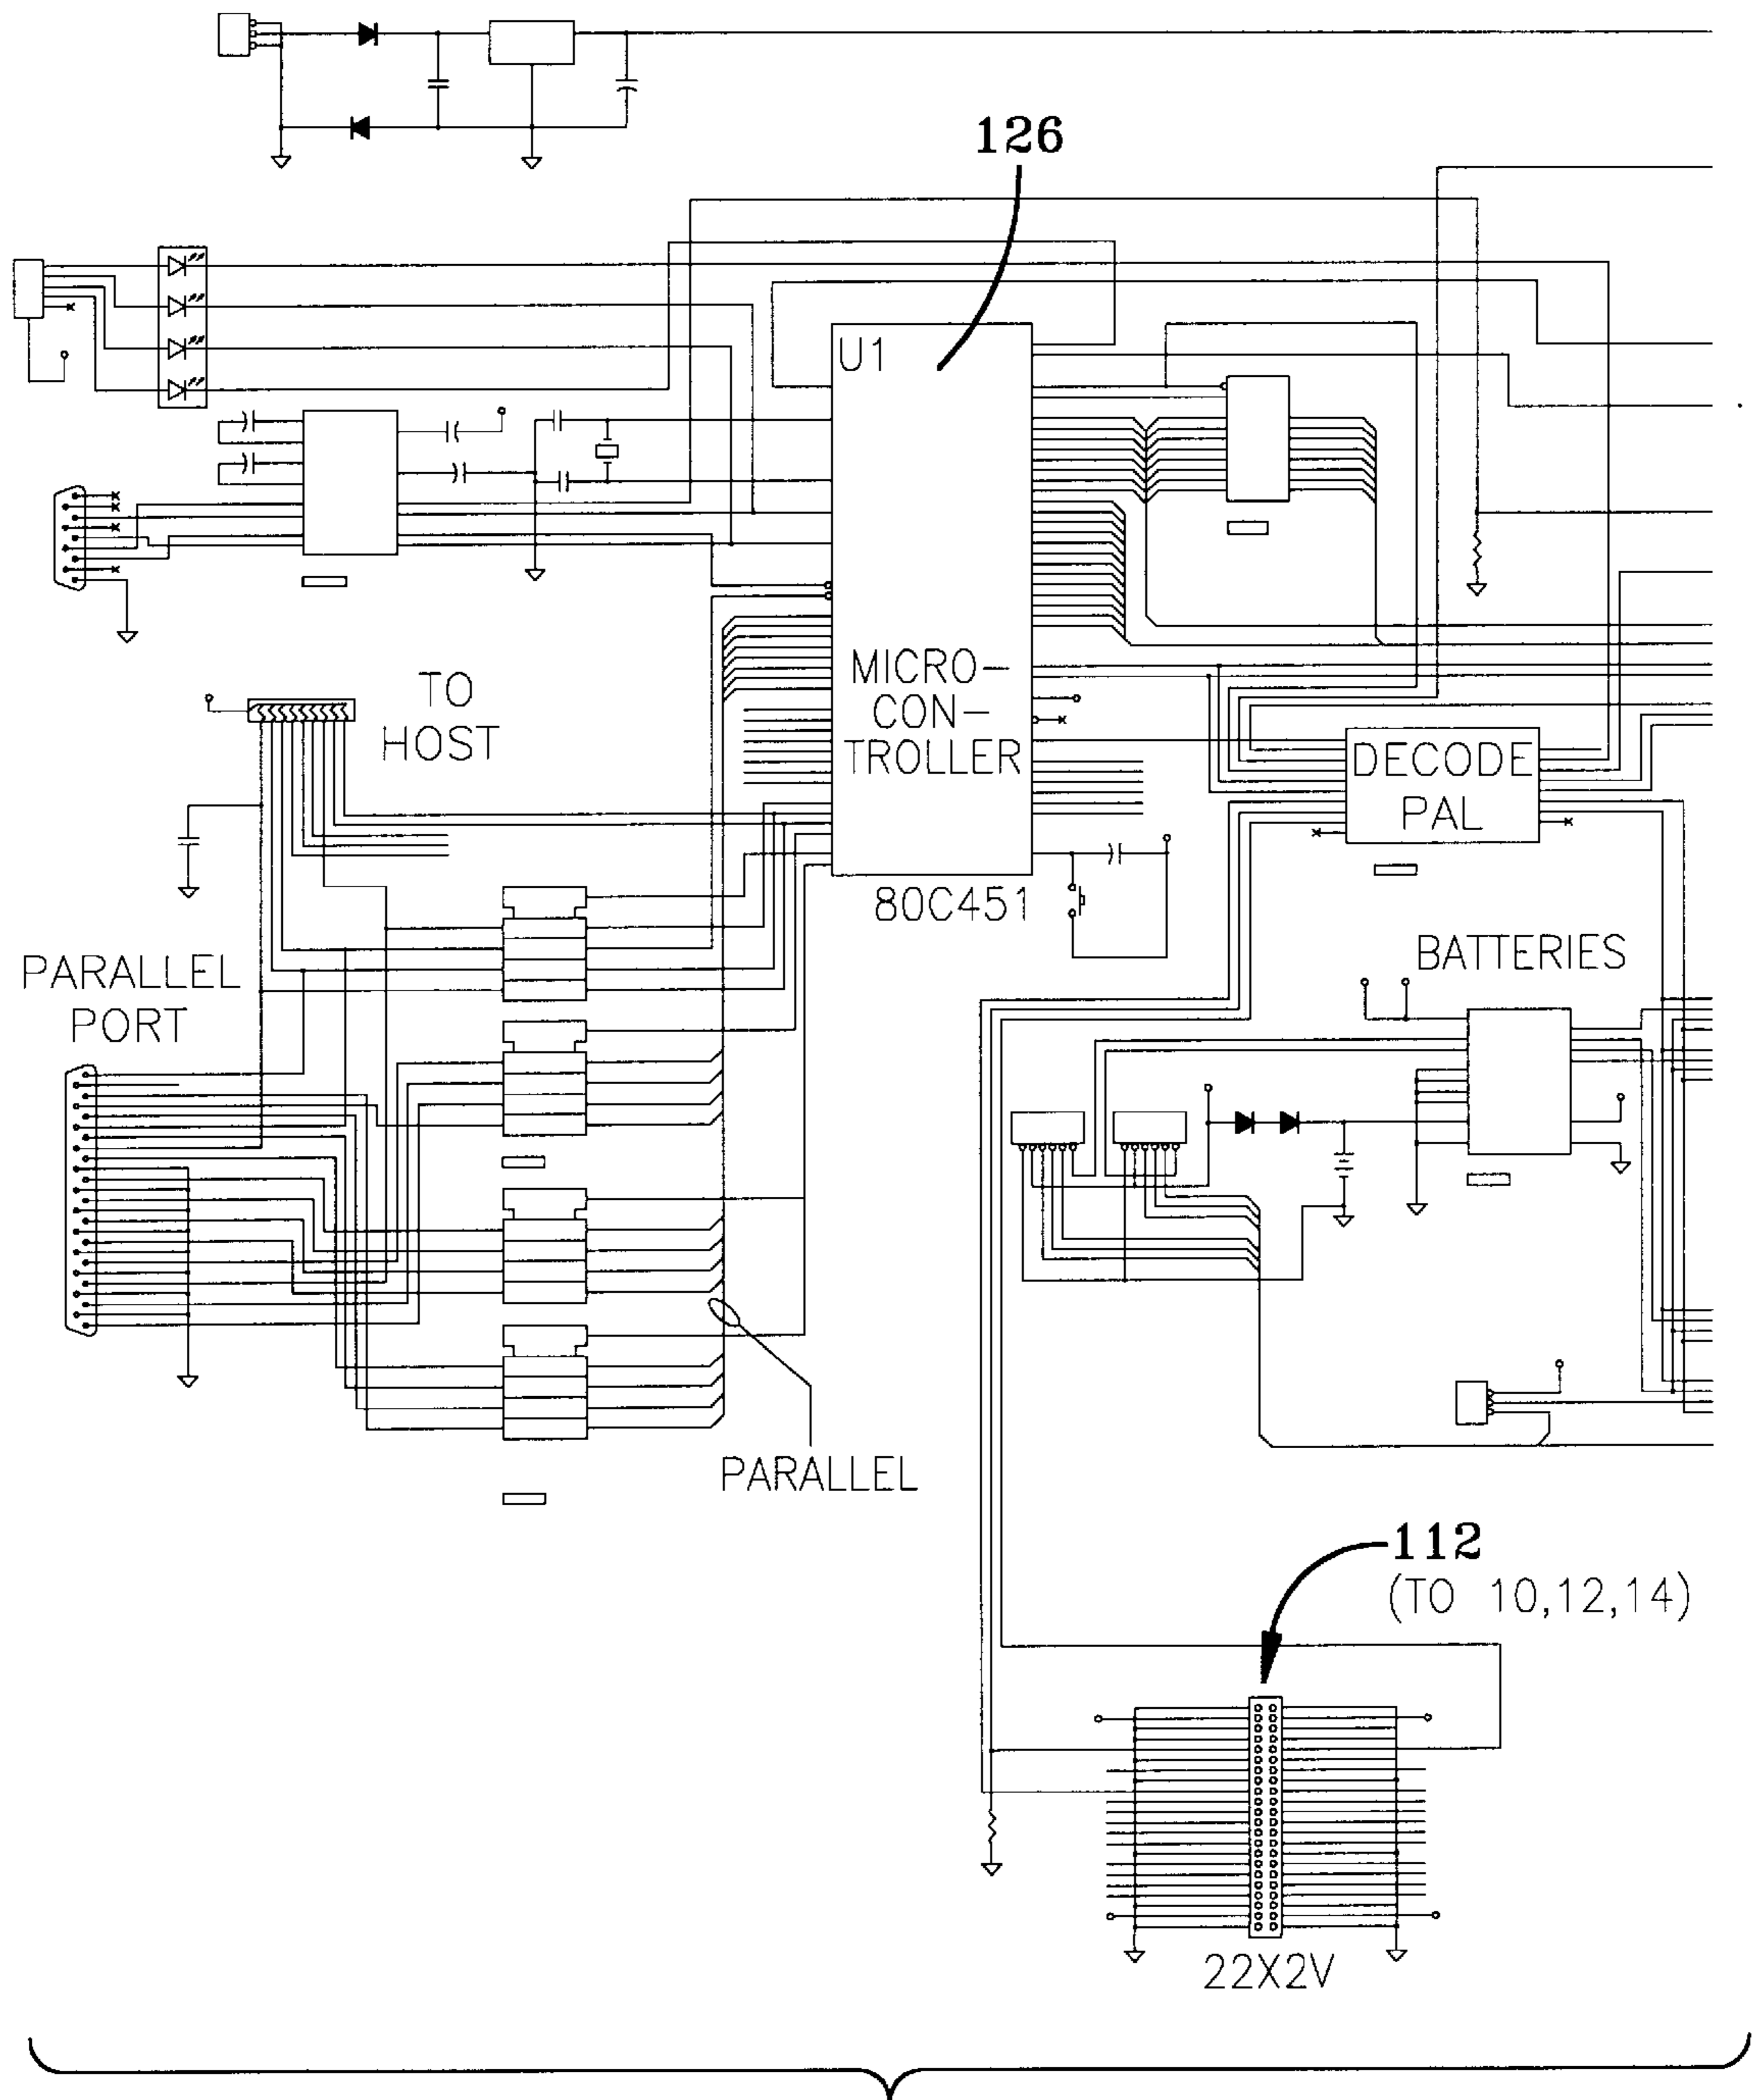 126
U1
MICRO-
CON-
TROLLER
80C451
TO
HOST
DECODE
PAL
BATTERIES
PARALLEL
PORT
PARALLEL
112
(TO 10,12,14)
22X2V